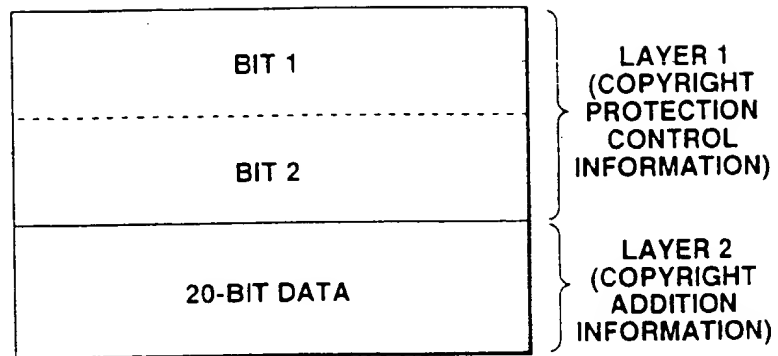 BIT 1
BIT 2
20-BIT DATA
LAYER 1
(COPYRIGHT
PROTECTION
CONTROL
INFORMATION)
LAYER 2
(COPYRIGHT
ADDITION
INFORMATION)